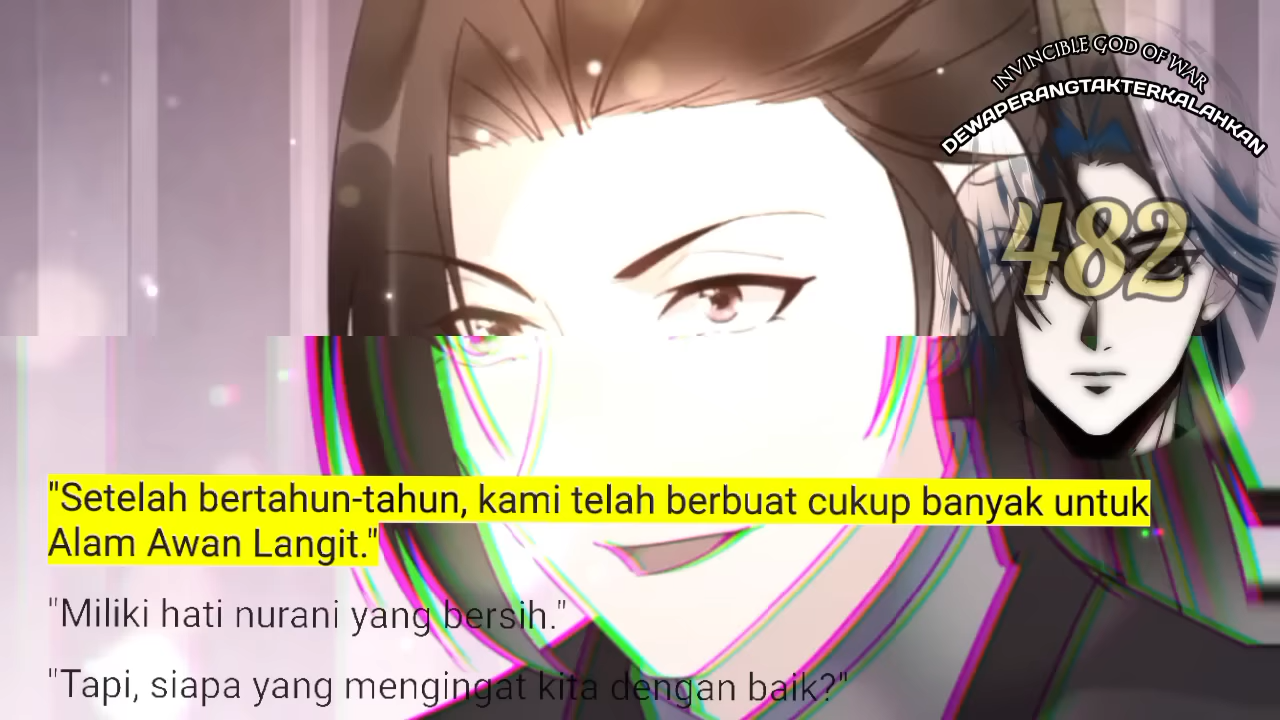 INVINCIBLE GOD OF WAR
DEWAPERANGTAKTERKALAHKAN
482
"Setelah bertahun-tahun, kami telah berbuat cukup banyak untuk
Alam Awan Langit."
"Miliki hati nurani yang bersih."
"Tapi, siapa yang mengingat kita dengan baik?"